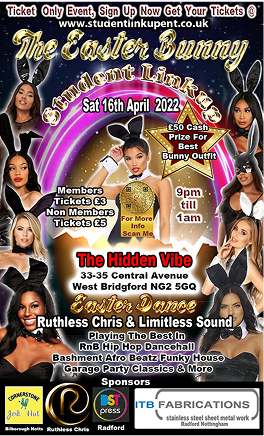 Ticket Only Event, Sign Up Now Get Your Tickets @
www.studentlinkupent.co.uk
The Easter Bunny
Student Linkup
Sat 16th April 2022
£50 Cash
Prize For
Best
Bunny Outfit
Members
Tickets £3
Non Members
Tickets £5
For More
Info
Scan Me
9pm
till
1am
The Hidden Vibe
33-35 Central Avenue
West Bridgford NG2 5GQ
Easter Dance
Ruthless Chris & Limitless Sound
Playing The Best In
RnB Hip Hop Dancehall
Bashment Afro Beatz Funky House
Garage Party Classics & More
Sponsors
CORNERSTONE
Jerk Hut
Bilborough Notts
R
Ruthless Chris
BST
press
Radford
ITB FABRICATIONS
stainless steel sheet metal work
Radford Nottingham